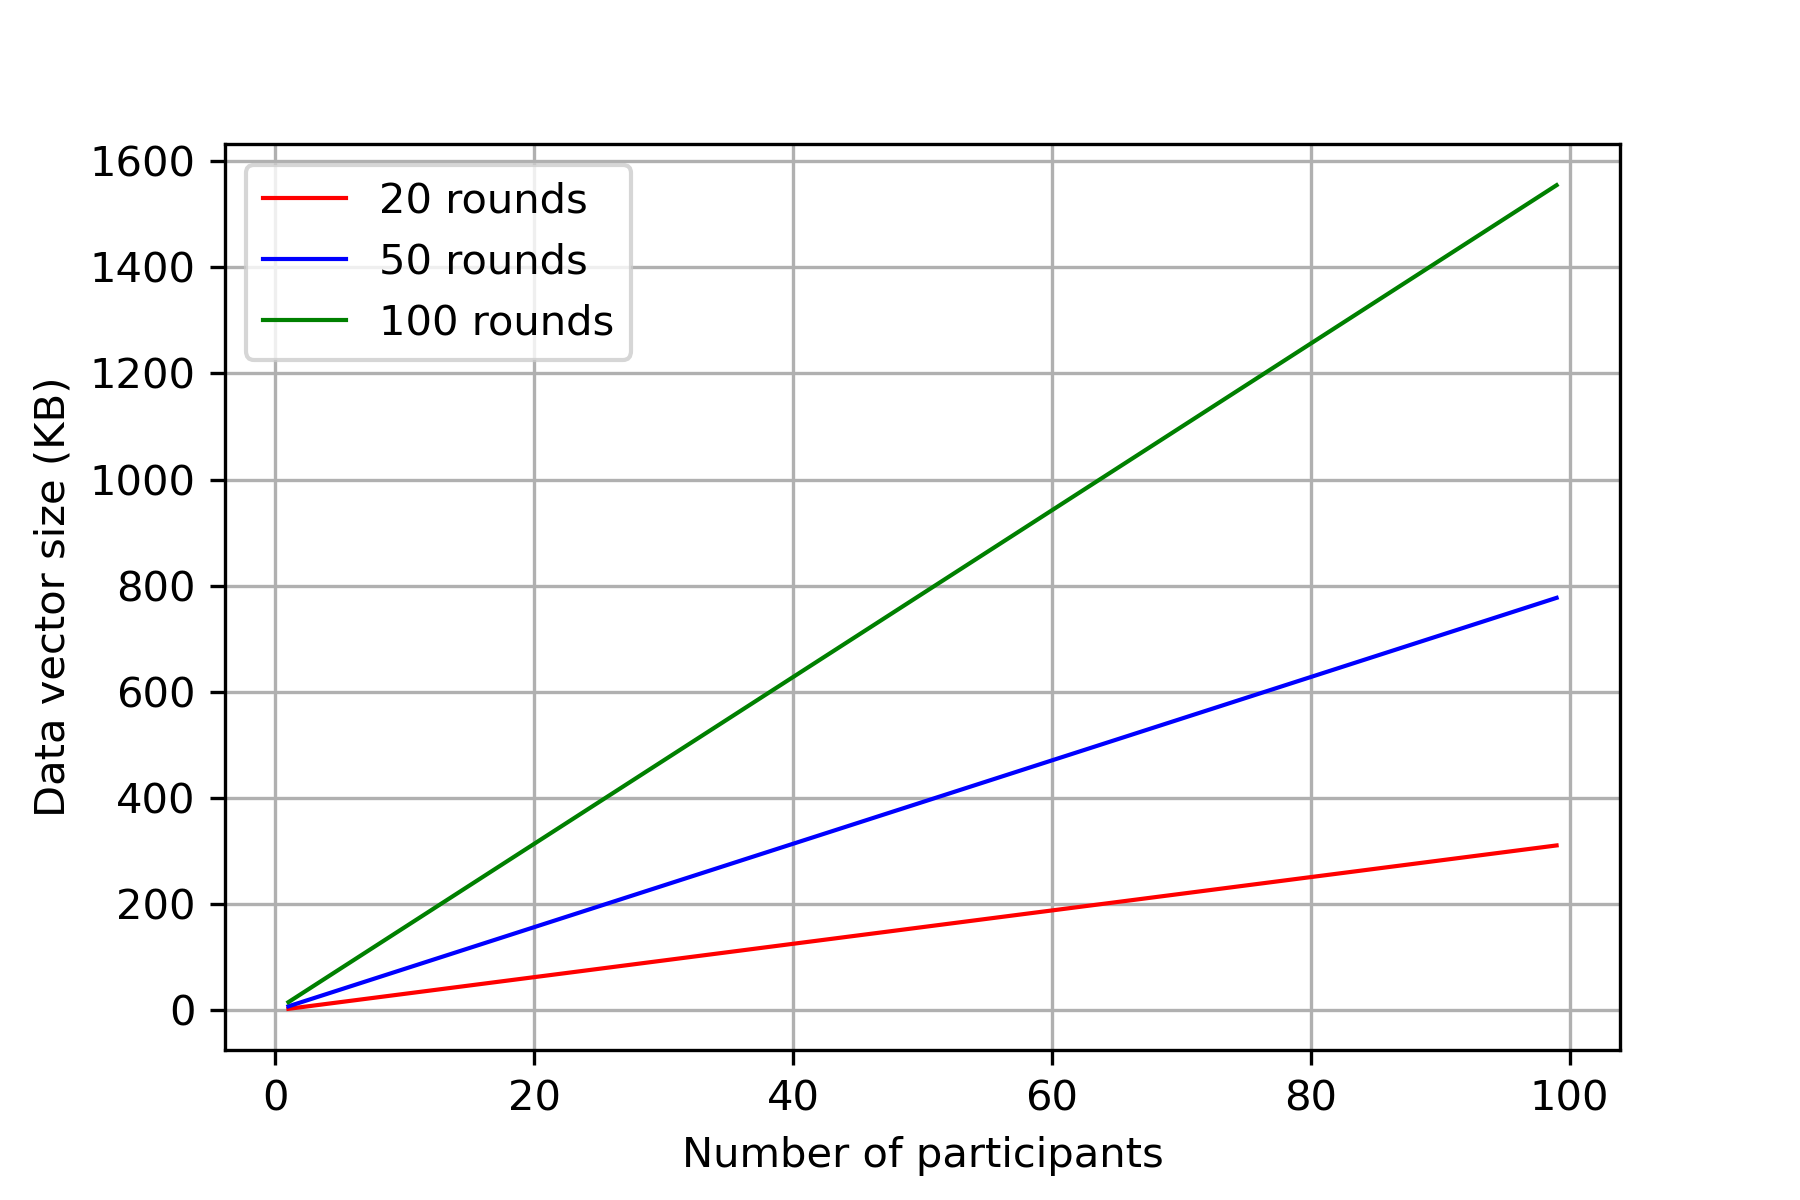 1600
1400
1200
1000
800
600
400
200
0
Data vector size (KB)
20 rounds
50 rounds
100 rounds
0 20 40 60 80 100
Number of participants